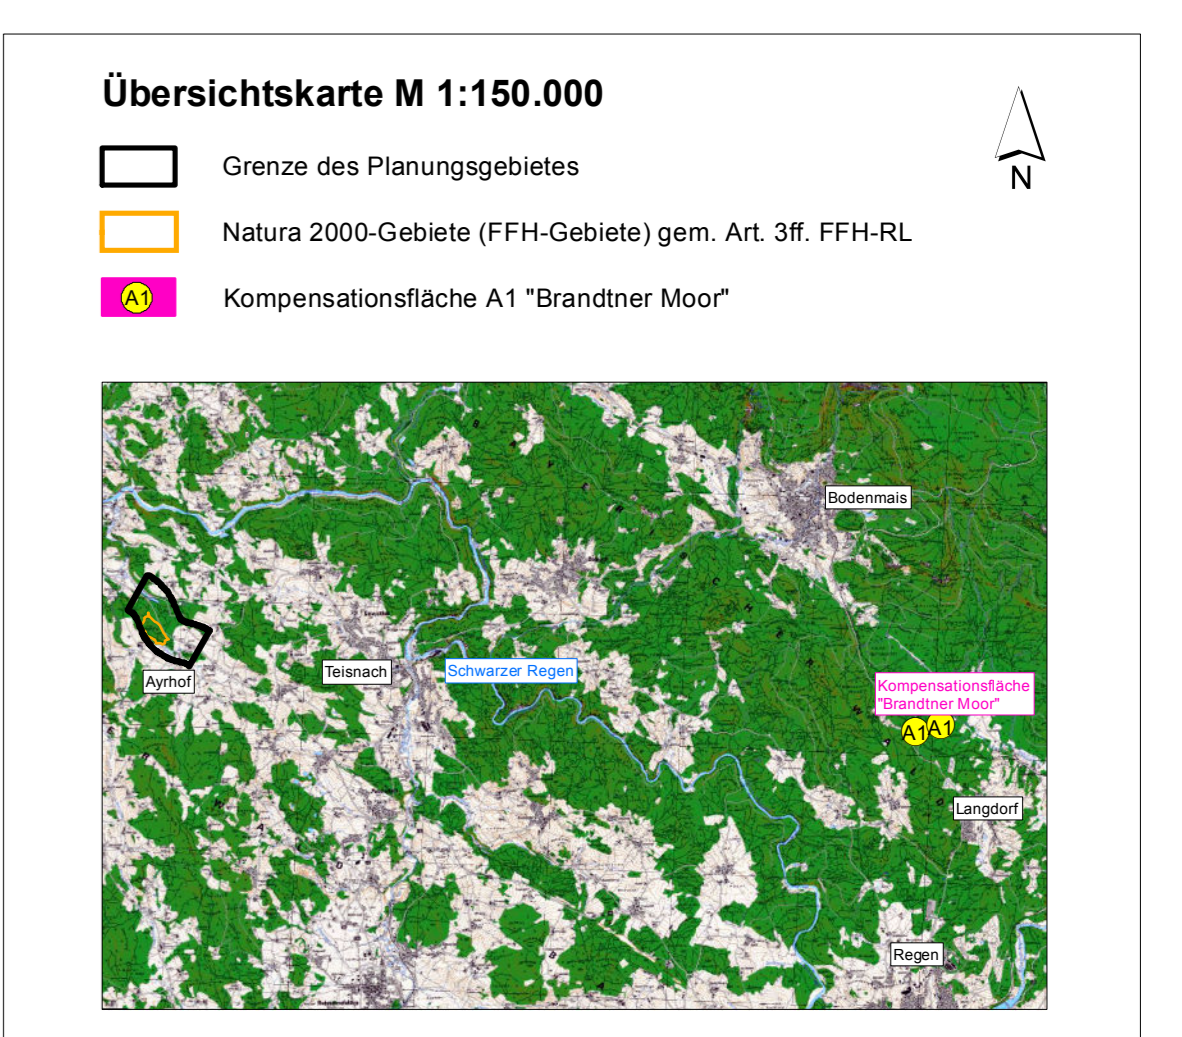 Übersichtskarte M 1:150.000
N
Grenze des Planungsgebietes
Natura 2000-Gebiete (FFH-Gebiete) gem. Art. 3ff. FFH-RL
A1
Kompensationsfläche A1 "Brandtner Moor"
Bodenmais
Ayrhof
Teisnach
Schwarzer Regen
Kompensationsfläche
"Brandtner Moor"
A1
A1
Langdorf
Regen